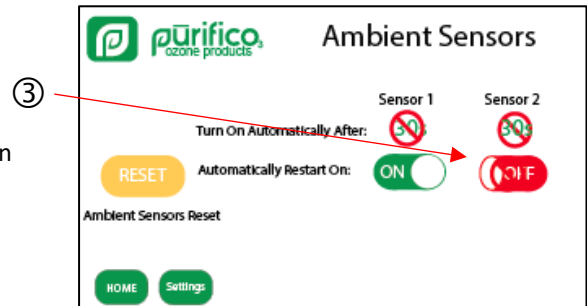 pūrifico
ozone products
3
Ambient Sensors
③
Sensor 1 Sensor 2
Turn On Automatically After: 30s 30s
n
RESET Automatically Restart On: ON OFF
Ambient Sensors Reset
HOME Settings